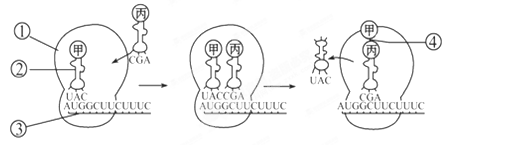 ① 甲 丙
② CGA
UAC
AUGGCUUCUUUC
③
甲 丙
UACCGA
AUGGCUUCUUUC
甲
丙 ④
UAC
CGA
AUGGCUUCUUUC